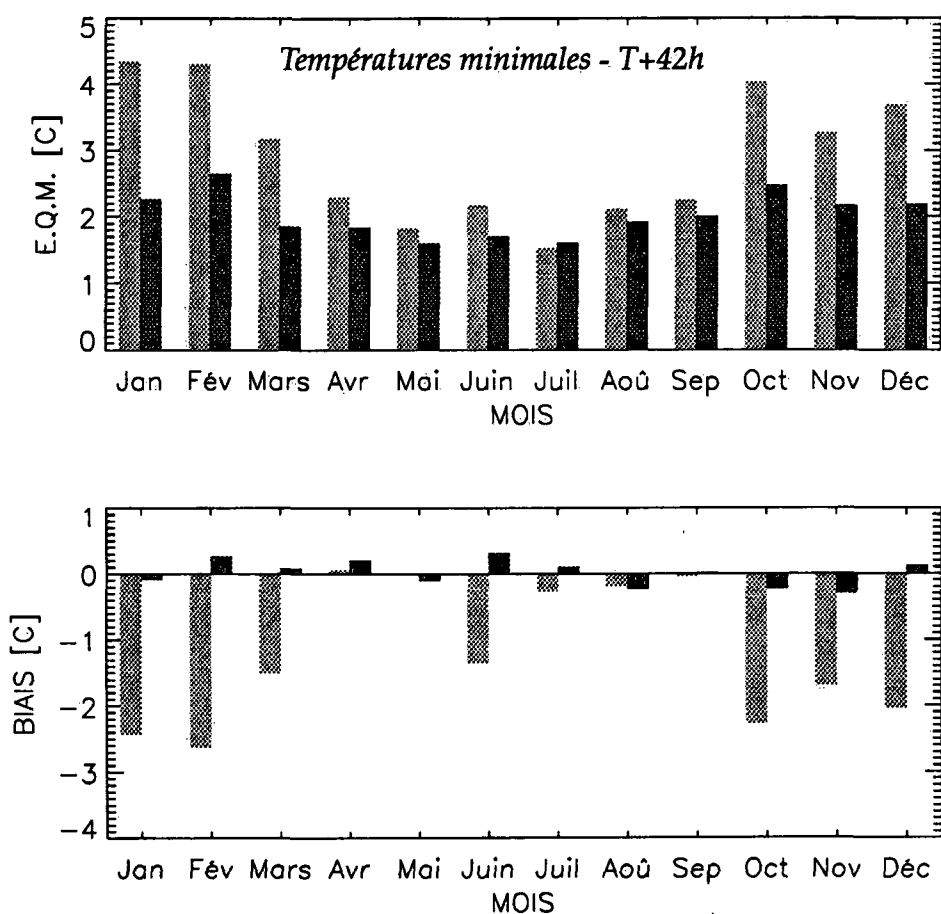 Températures minimales - T+42h
E.Q.M. [C]
5
4
3
2
1
0
Jan Fév Mars Avr Mai Juin Juil Aoû Sep Oct Nov Déc
MOIS
BIAIS [C]
1
0
-1
-2
-3
-4
Jan Fév Mars Avr Mai Juin Juil Aoû Sep Oct Nov Déc
MOIS